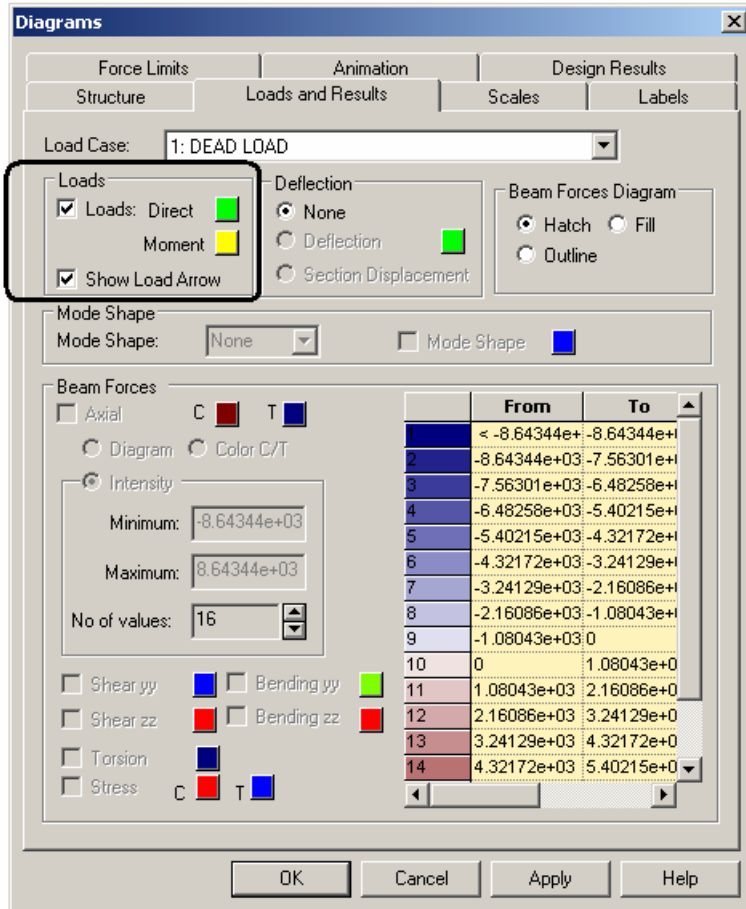 Diagrams
Force Limits Animation Design Results
Structure Loads and Results Scales Labels
Load Case: 1: DEAD LOAD
Loads Deflection Beam Forces Diagram
Loads: Direct None Hatch Fill
Moment Deflection Outline
Show Load Arrow Section Displacement
Mode Shape
Mode Shape: None Mode Shape
Beam Forces
Axial C T
Diagram Color C/T
Intensity
Minimum: -8.64344e+03
Maximum: 8.64344e+03
No of values: 16
Shear yy Bending yy
Shear zz Bending zz
Torsion
Stress C T
From To
1 < -8.64344e+ -8.64344e+
2 -8.64344e+03 -7.56301e+
3 -7.56301e+03 -6.48258e+
4 -6.48258e+03 -5.40215e+
5 -5.40215e+03 -4.32172e+
6 -4.32172e+03 -3.24129e+
7 -3.24129e+03 -2.16086e+
8 -2.16086e+03 -1.08043e+
9 -1.08043e+03 0
10 0 1.08043e+0
11 1.08043e+03 2.16086e+0
12 2.16086e+03 3.24129e+0
13 3.24129e+03 4.32172e+0
14 4.32172e+03 5.40215e+0
OK Cancel Apply Help